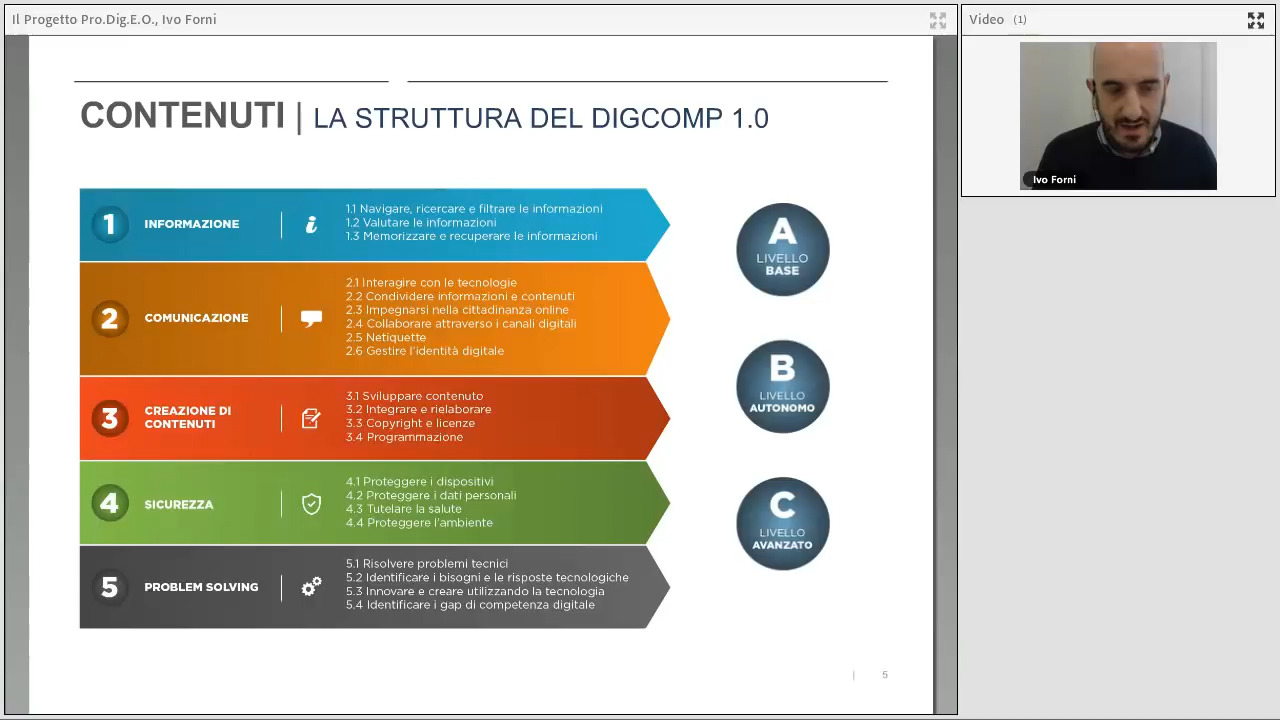 Il Progetto Pro.Dig.E.O., Ivo Forni
Video (1)
Ivo Forni
CONTENUTI | LA STRUTTURA DEL DIGCOMP 1.0
1 INFORMAZIONE
i
1.1 Navigare, ricercare e filtrare le informazioni
1.2 Valutare le informazioni
1.3 Memorizzare e recuperare le informazioni
2 COMUNICAZIONE
2.1 Interagire con le tecnologie
2.2 Condividere informazioni e contenuti
2.3 Impegnarsi nella cittadinanza online
2.4 Collaborare attraverso i canali digitali
2.5 Netiquette
2.6 Gestire l'identità digitale
3 CREAZIONE DI
CONTENUTI
3.1 Sviluppare contenuto
3.2 Integrare e rielaborare
3.3 Copyright e licenze
3.4 Programmazione
4 SICUREZZA
4.1 Proteggere i dispositivi
4.2 Proteggere i dati personali
4.3 Tutelare la salute
4.4 Proteggere l'ambiente
5 PROBLEM SOLVING
5.1 Risolvere problemi tecnici
5.2 Identificare i bisogni e le risposte tecnologiche
5.3 Innovare e creare utilizzando la tecnologia
5.4 Identificare i gap di competenza digitale
A
LIVELLO
BASE
B
LIVELLO
AUTONOMO
C
LIVELLO
AVANZATO
| 5